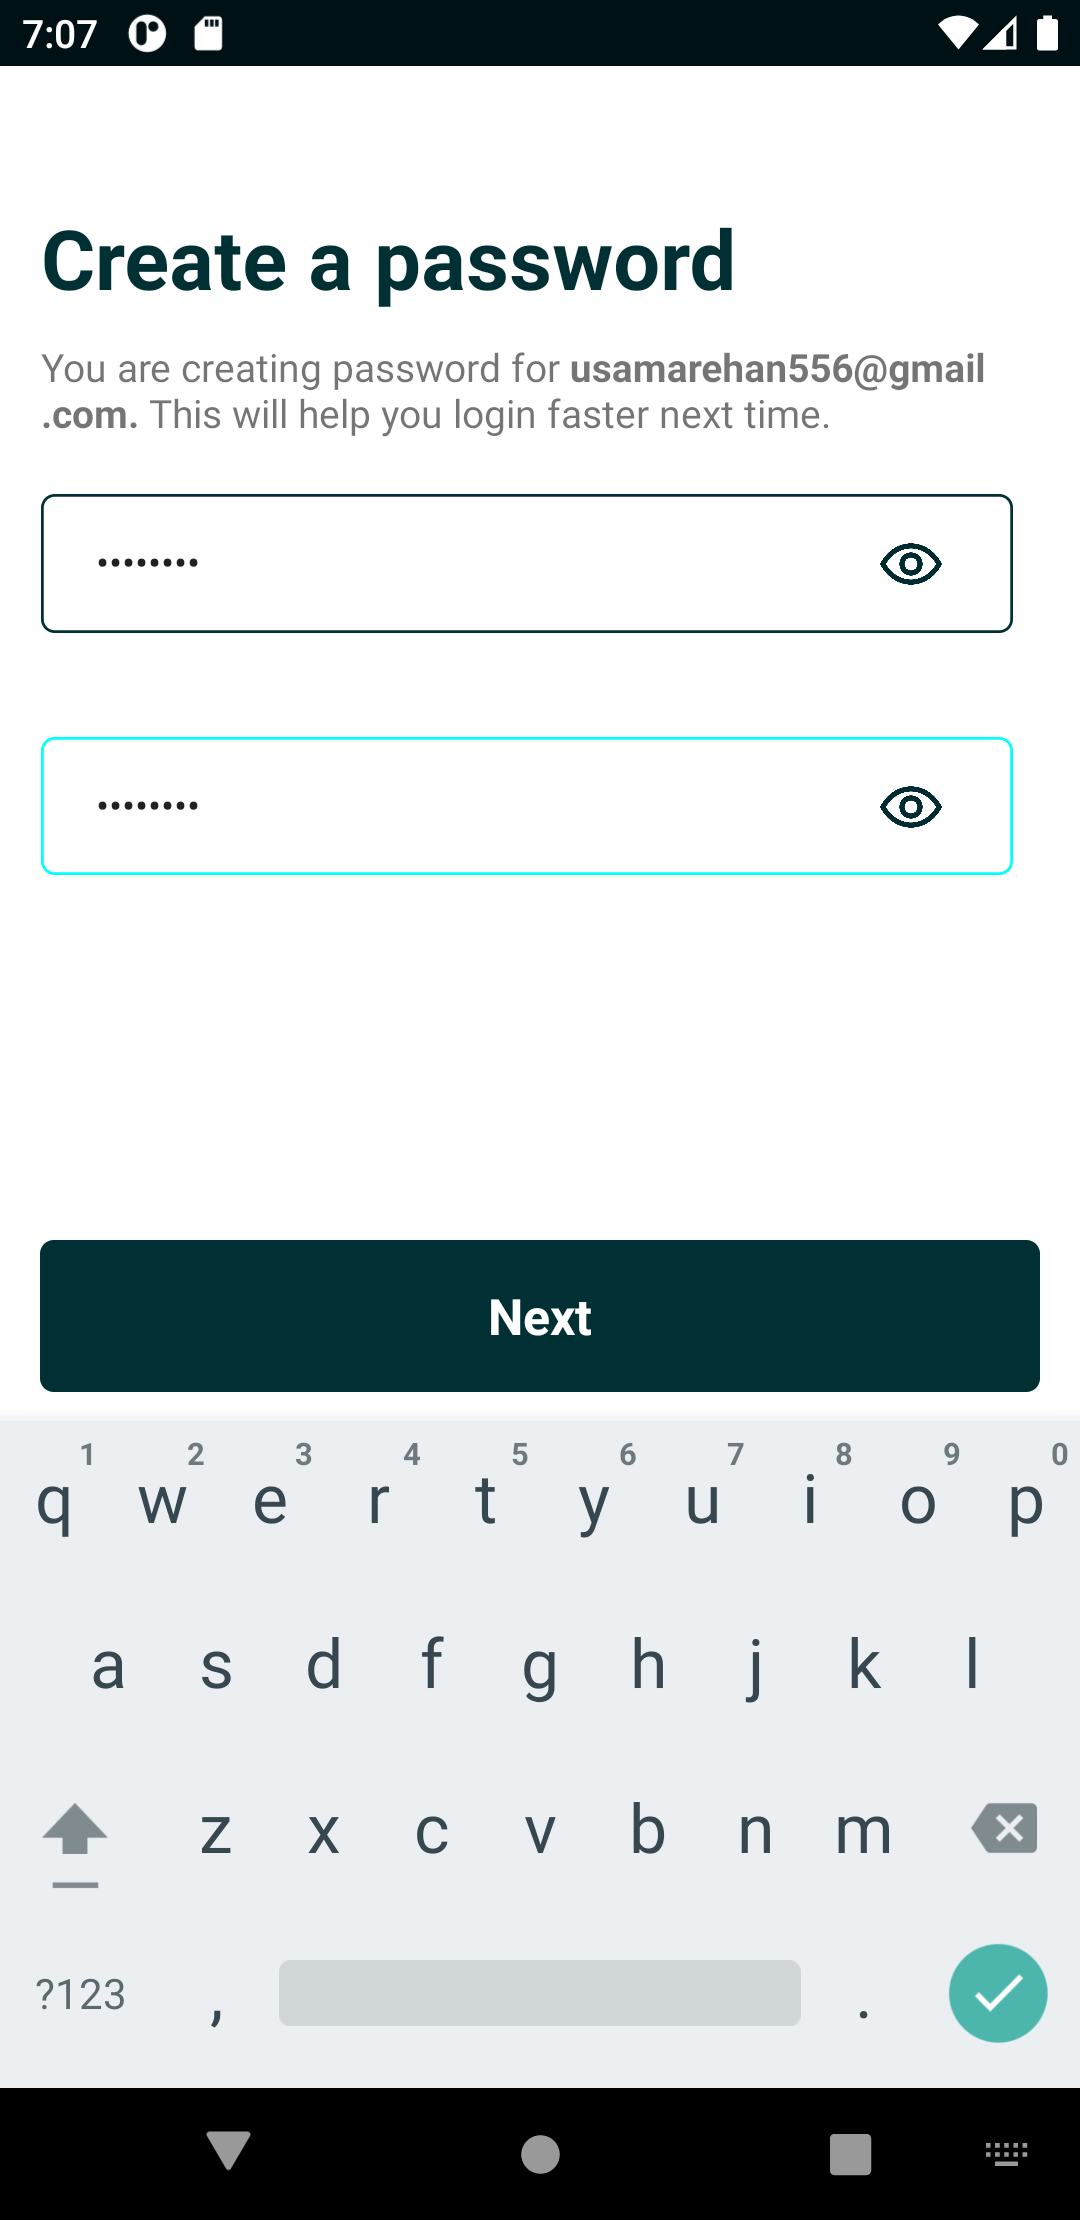 7:07
Create a password
You are creating password for usamarehan556@gmail
.com. This will help you login faster next time.
••••••••
••••••••
Next
1 2 3 4 5 6 7 8 9 0
q w e r t y u i o p
a s d f g h j k l
z x c v b n m
?123 , .